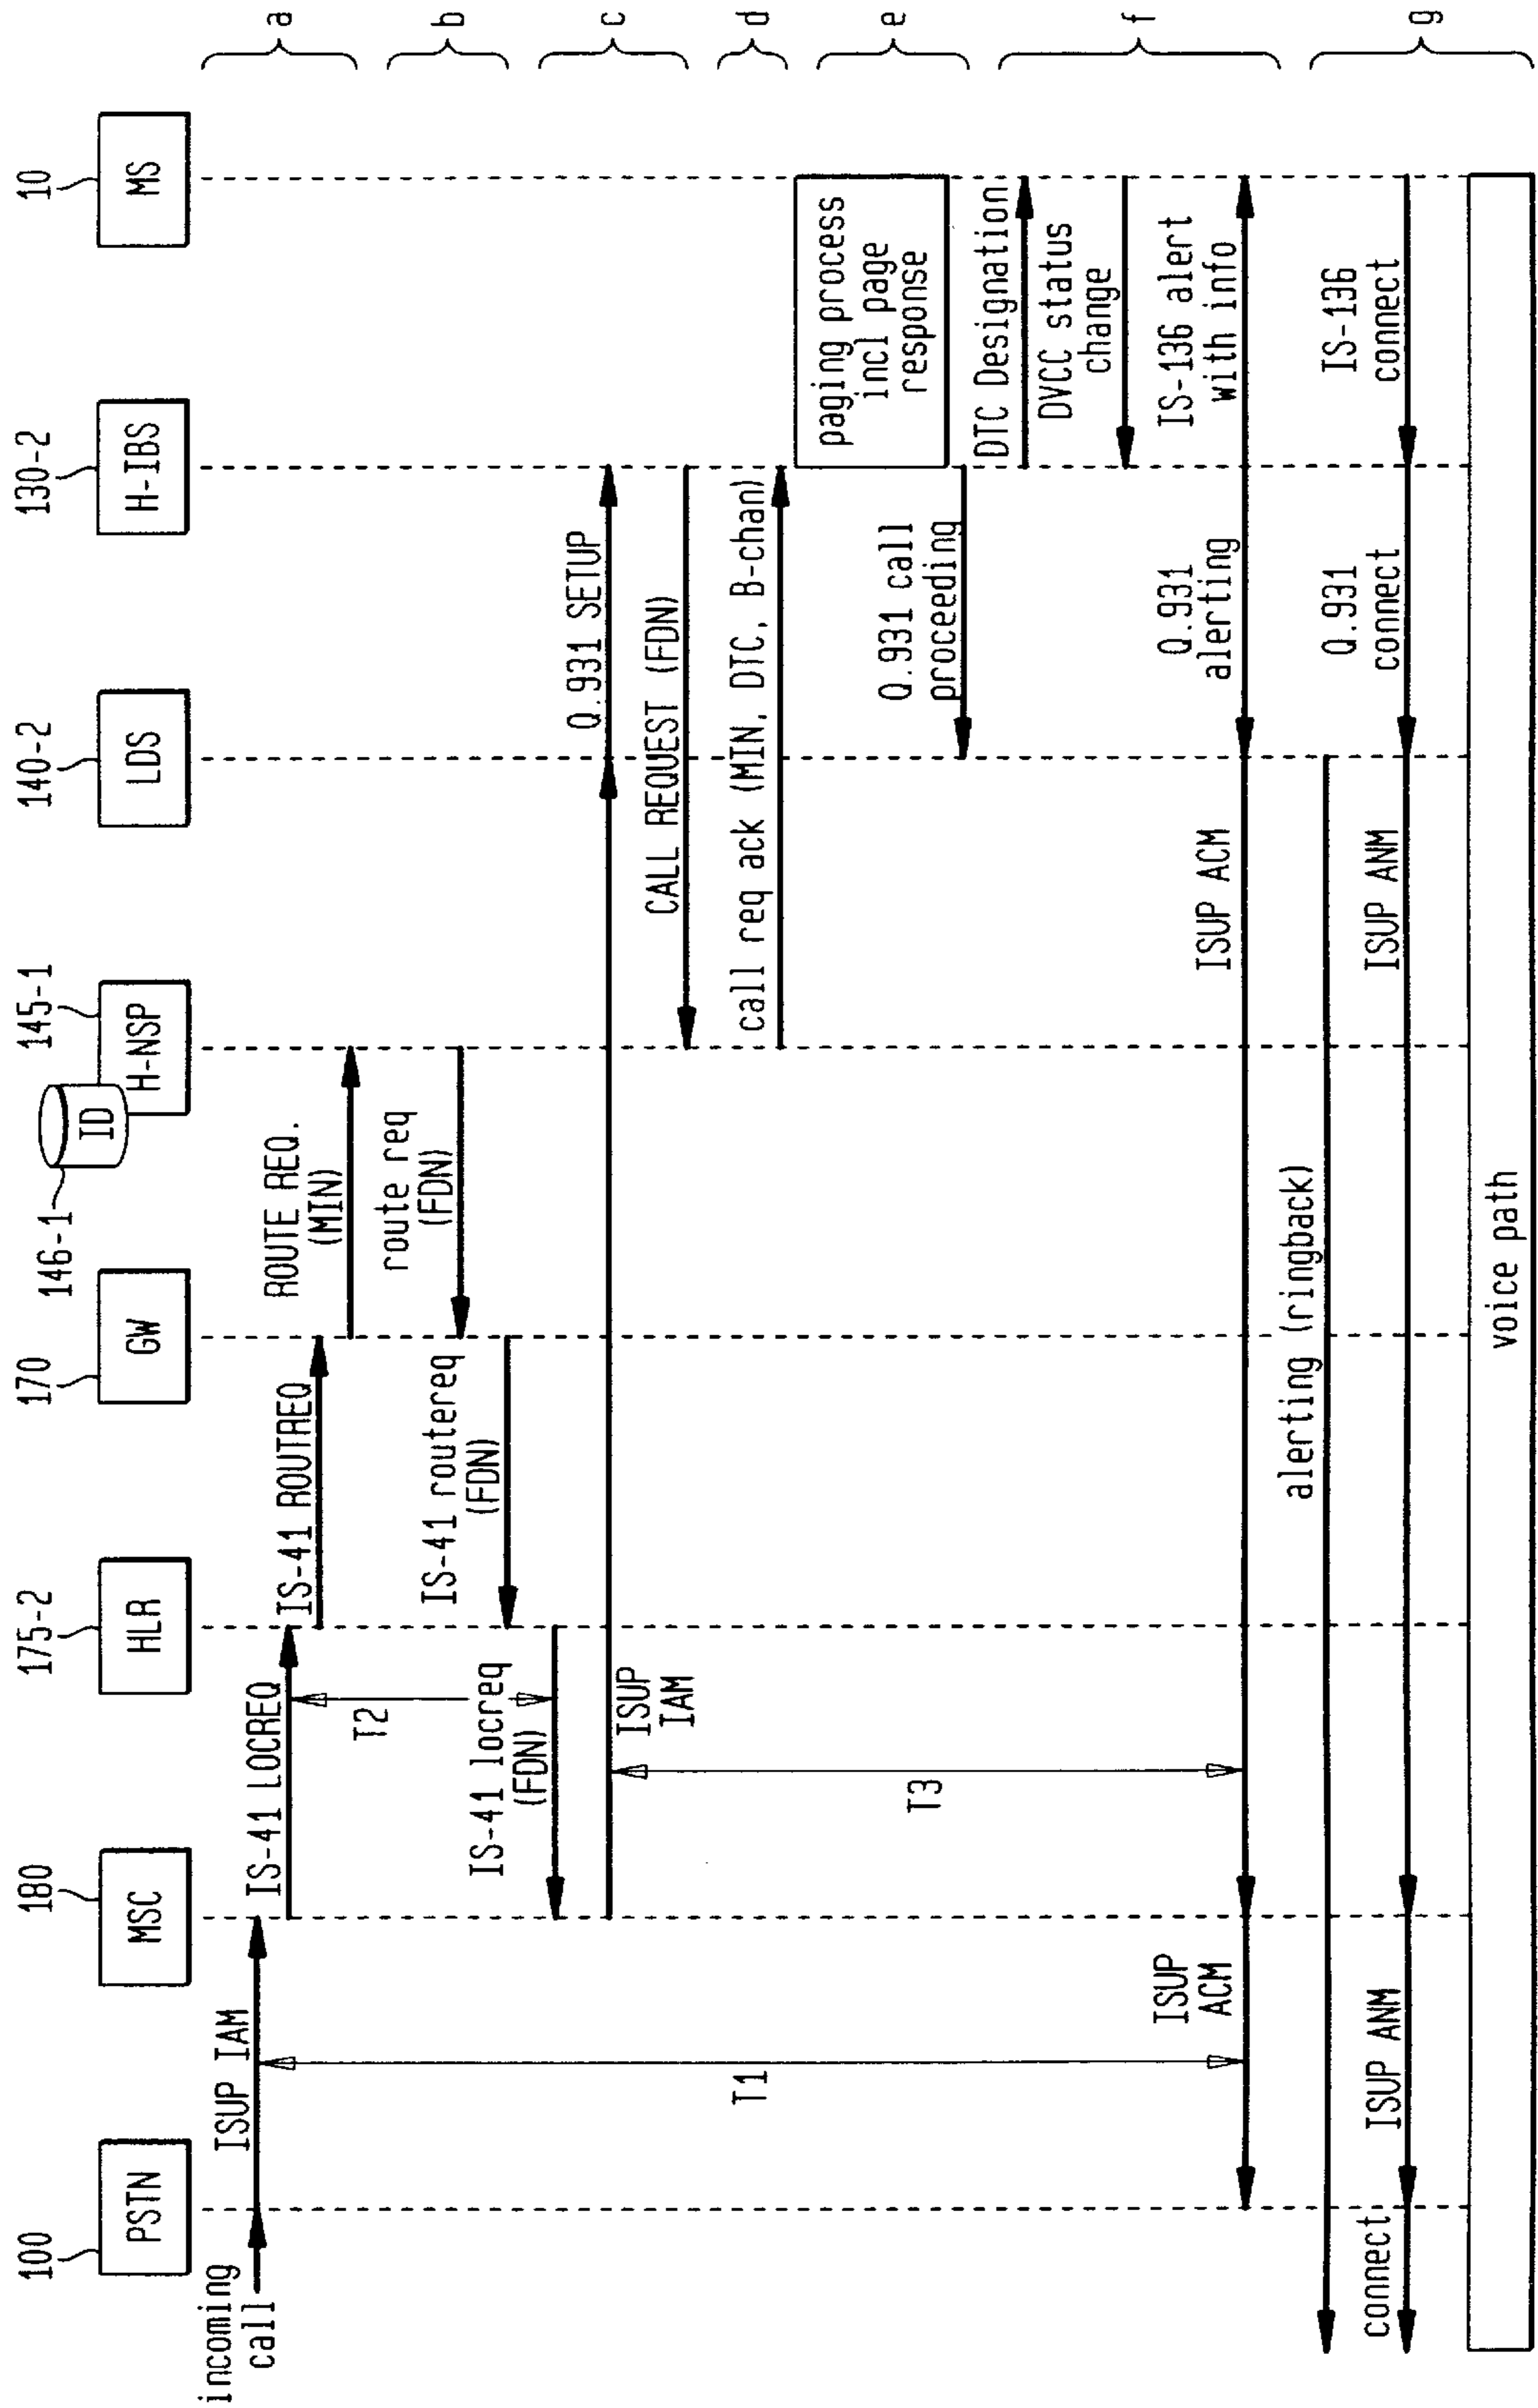 100
180
175-2
170
146-1
145-1
140-2
130-2
10
PSTN
MSC
HLR
GW
ID
H-NSP
LDS
H-IBS
MS
incoming
call
ISUP IAM
IS-41 LOCREQ
IS-41 ROUTREQ
ROUTE REQ.
(MIN)
a
T2
route req
(FDN)
IS-41 routereq
(FDN)
b
IS-41 locreq
(FDN)
ISUP
IAM
Q.931 SETUP
CALL REQUEST (FDN)
c
call req ack (MIN, DTC, B-chan)
d
T1
T3
paging process
incl page
response
Q.931 call
proceeding
e
DTC Designation
DVCC status
change
IS-136 alert
with info
Q.931
alerting
ISUP ACM
ISUP
ACM
f
alerting (ringback)
IS-136
connect
Q.931
connect
ISUP ANM
ISUP ANM
connect
g
voice path